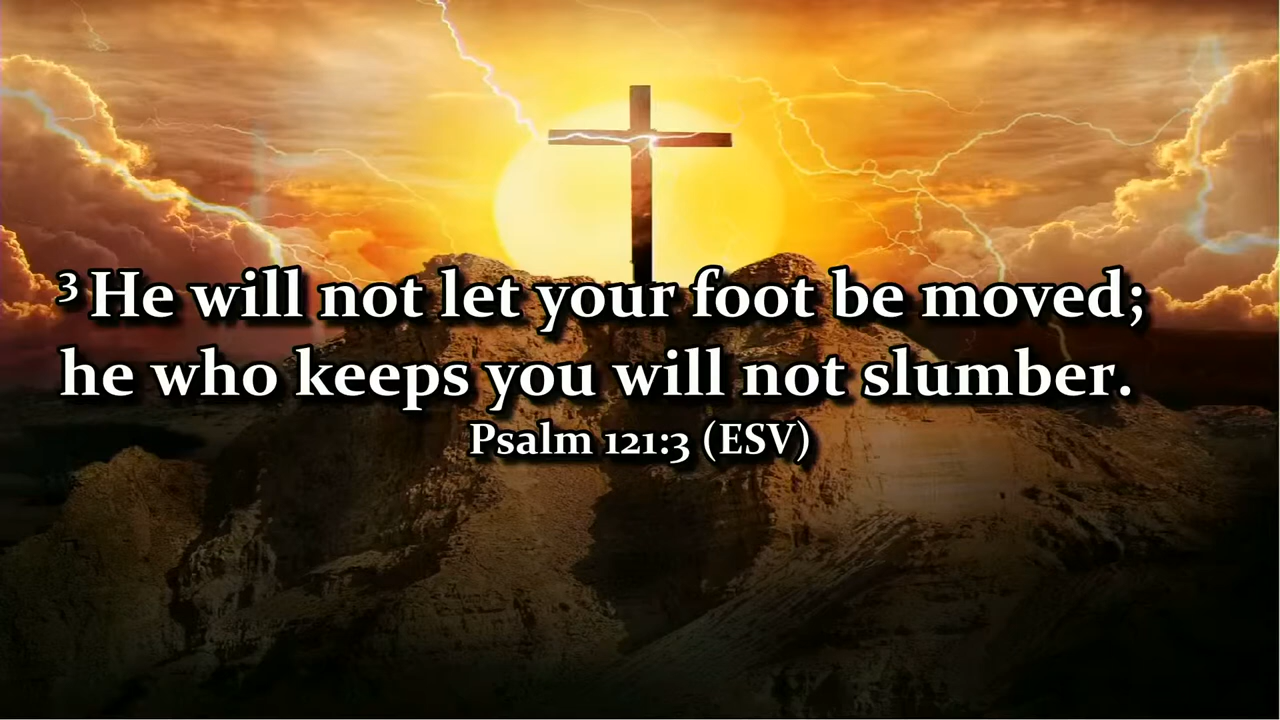 ³ He will not let your foot be moved;
he who keeps you will not slumber.
Psalm 121:3 (ESV)